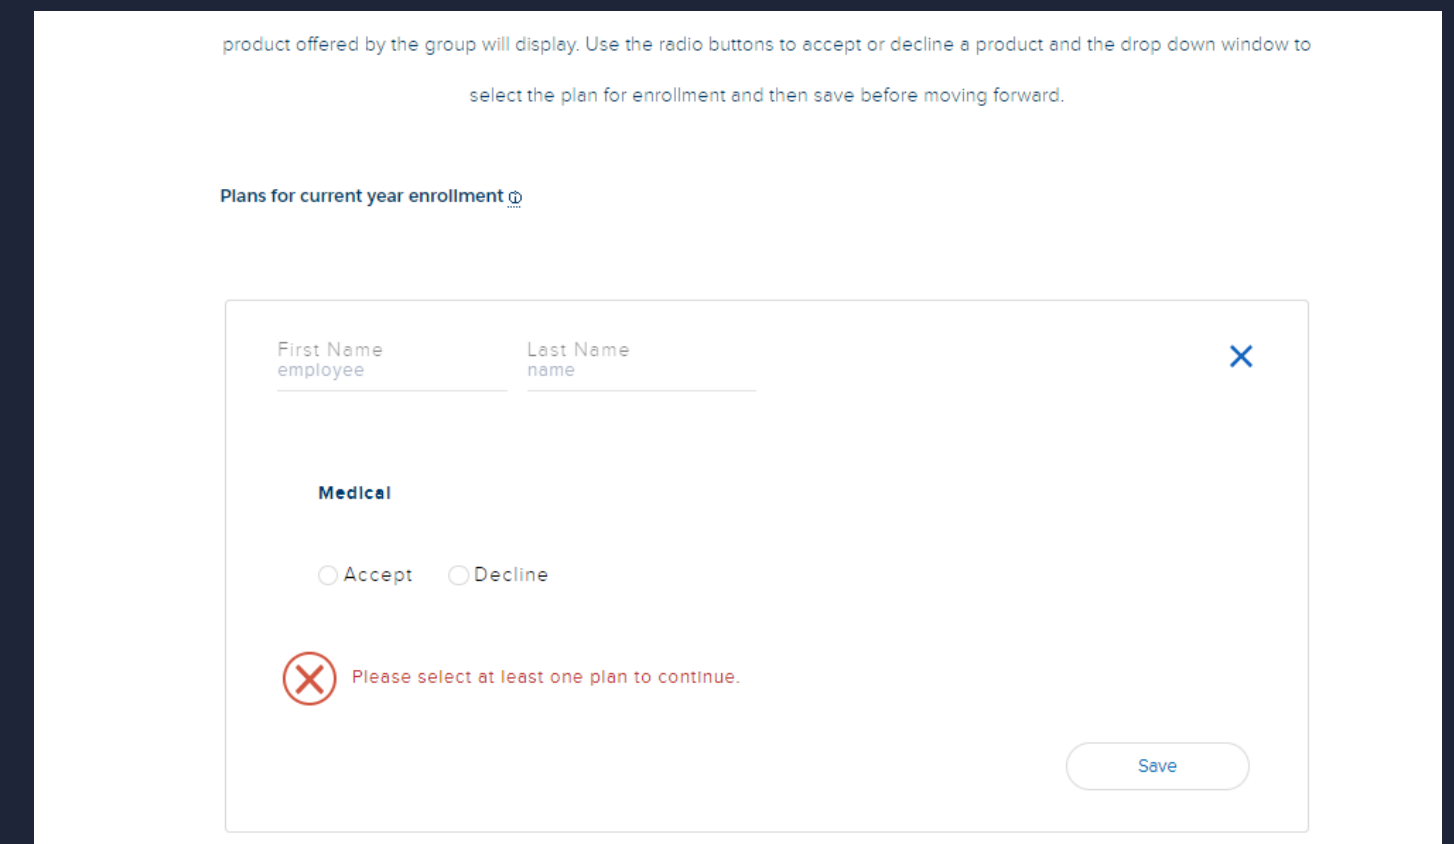 product offered by the group will display. Use the radio buttons to accept or decline a product and the drop down window to
select the plan for enrollment and then save before moving forward.
Plans for current year enrollment
First Name
employee
Last Name
name
Medical
Accept
Decline
Please select at least one plan to continue.
Save